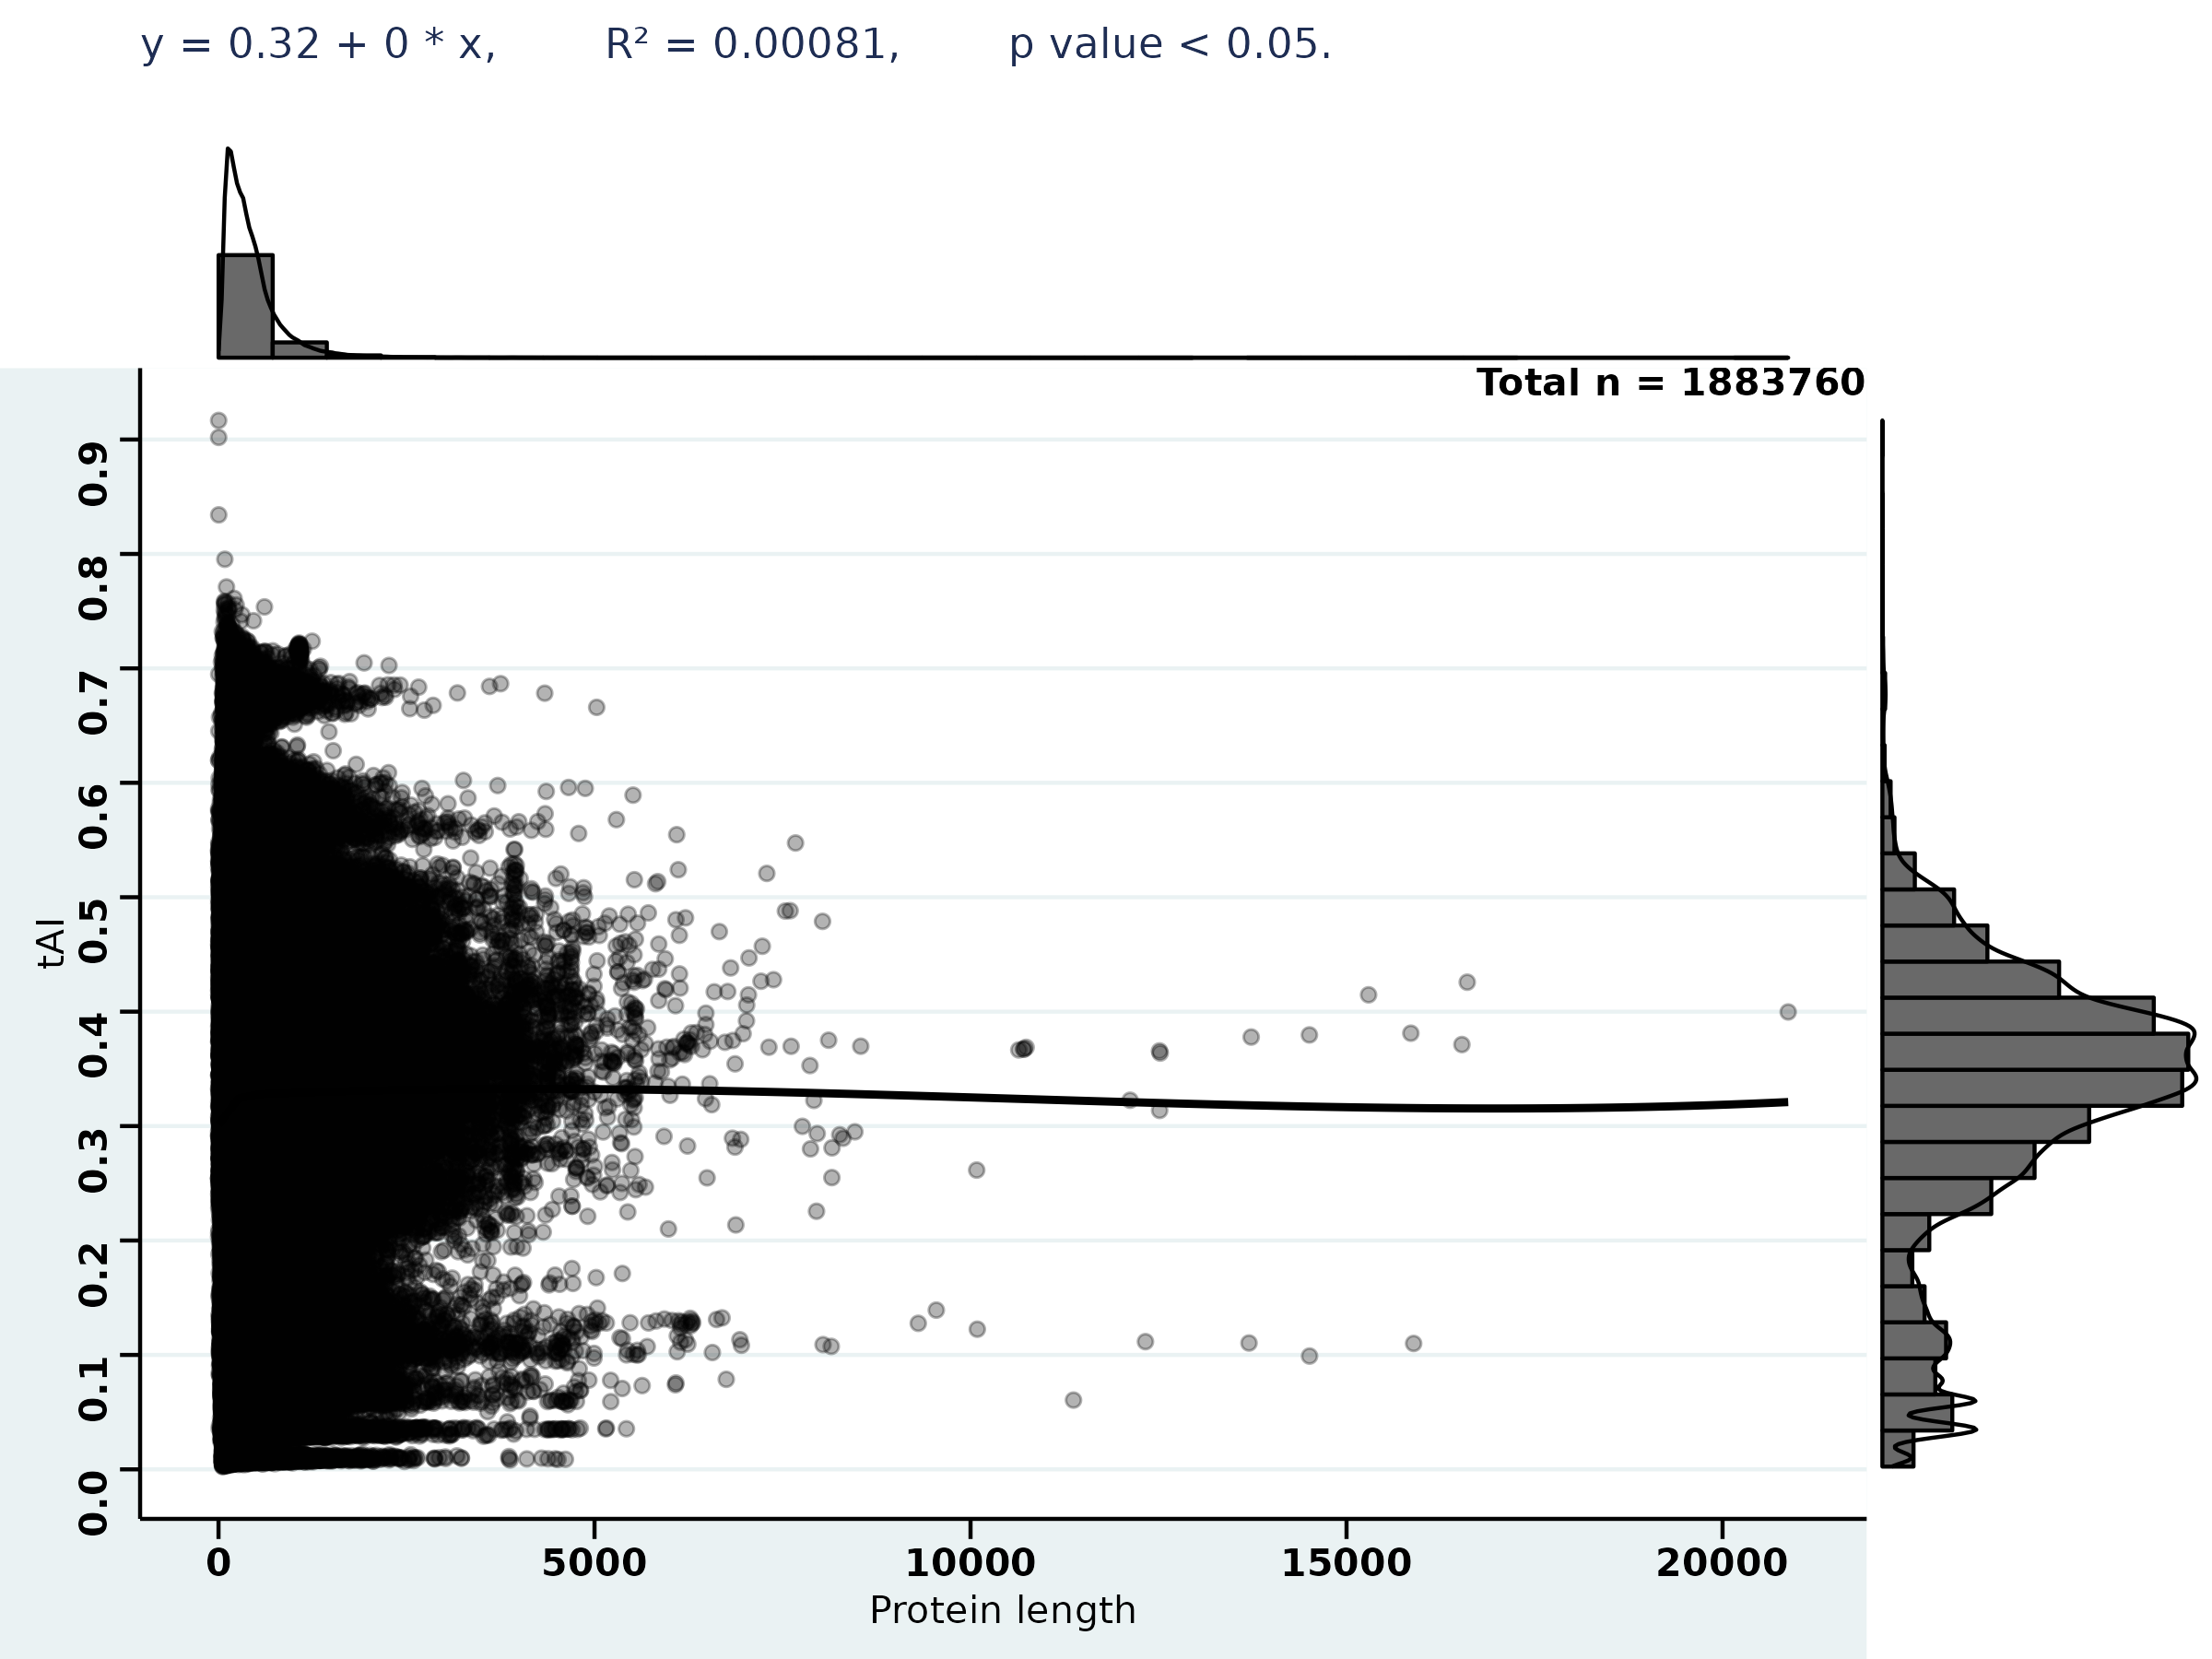 y = 0.32 + 0 * x, R² = 0.00081, p value < 0.05.
Total n = 1883760
0.9
0.8
0.7
0.6
0.5
0.4
0.3
0.2
0.1
0.0
tAI
0 5000 10000 15000 20000
Protein length